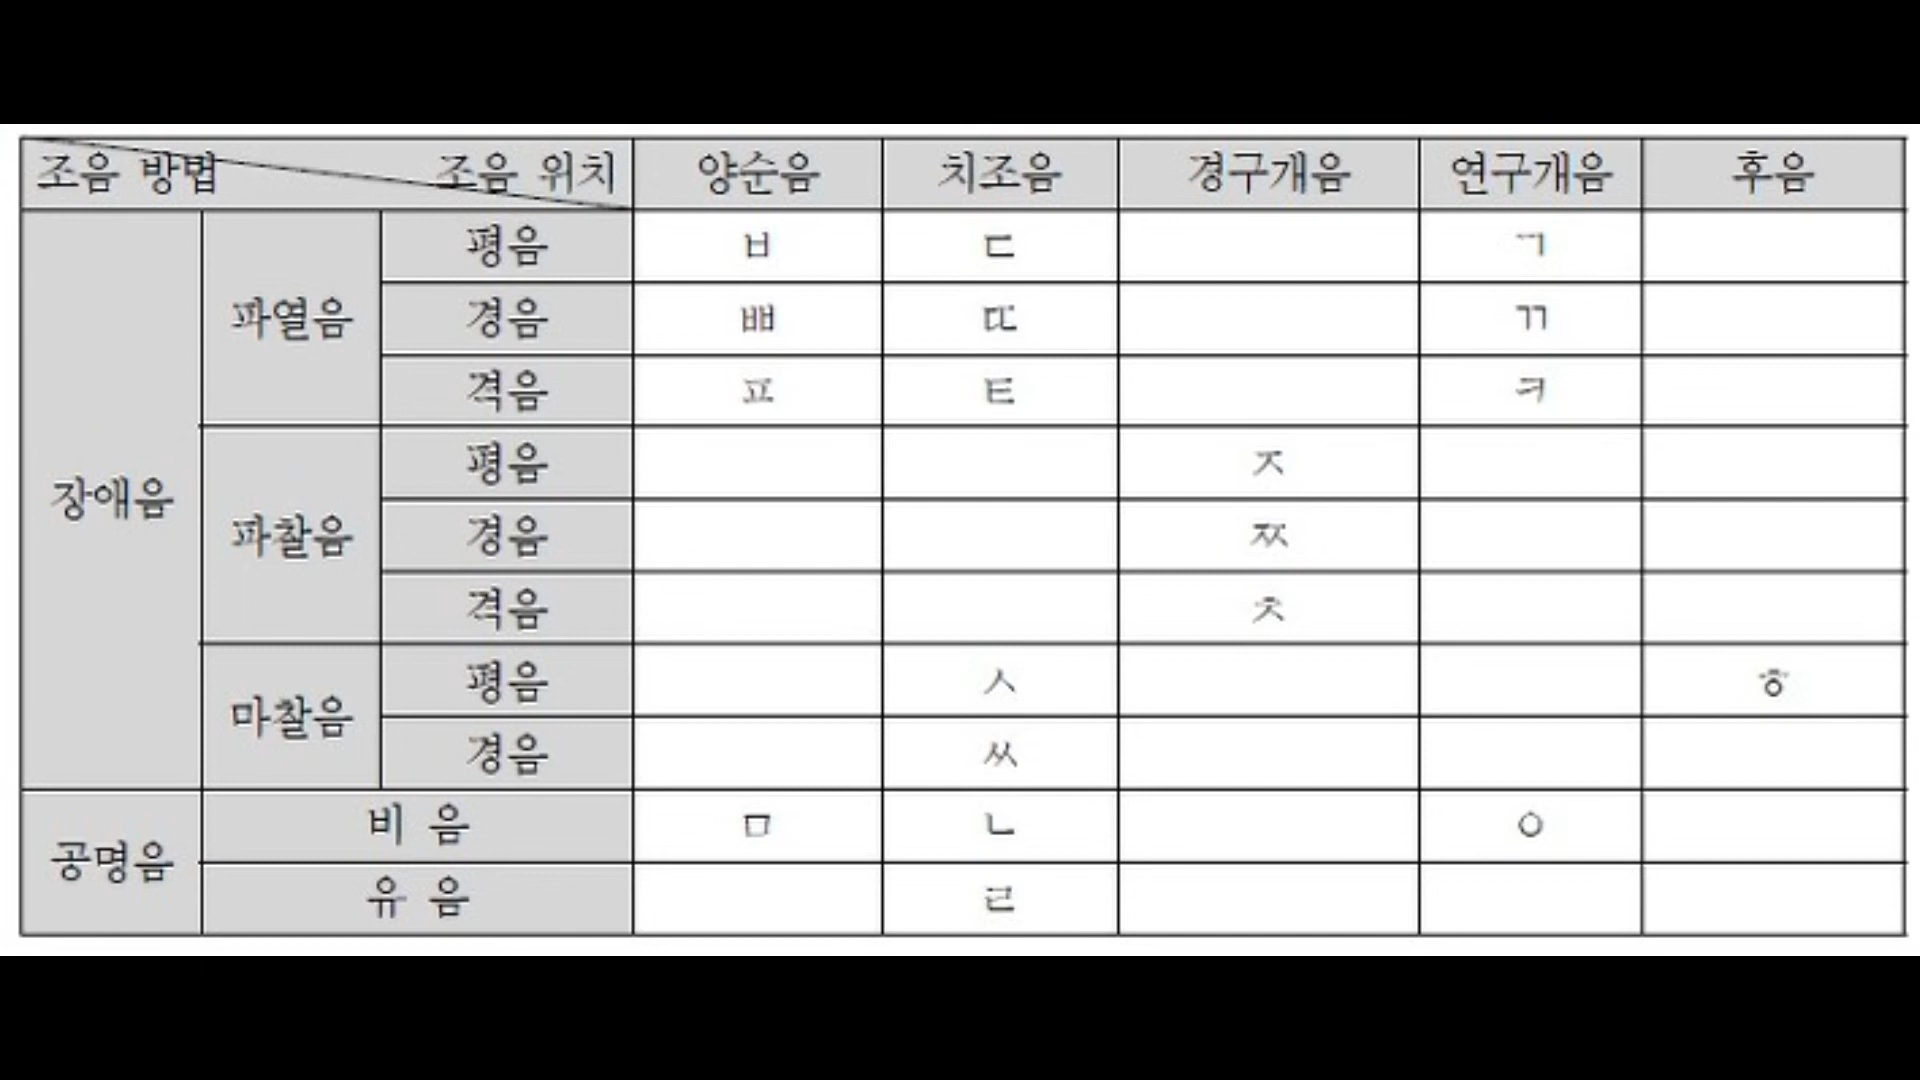 조음 방법 조음 위치 양순음 치조음 경구개음 연구개음 후음
장애음 파열음 평음 ㅂ ㄷ ㄱ
경음 ㅃ ㄸ ㄲ
격음 ㅍ ㅌ ㅋ
파찰음 평음 ㅈ
경음 ㅉ
격음 ㅊ
마찰음 평음 ㅅ ㅎ
경음 ㅆ
공명음 비 음 ㅁ ㄴ ㅇ
유 음 ㄹ